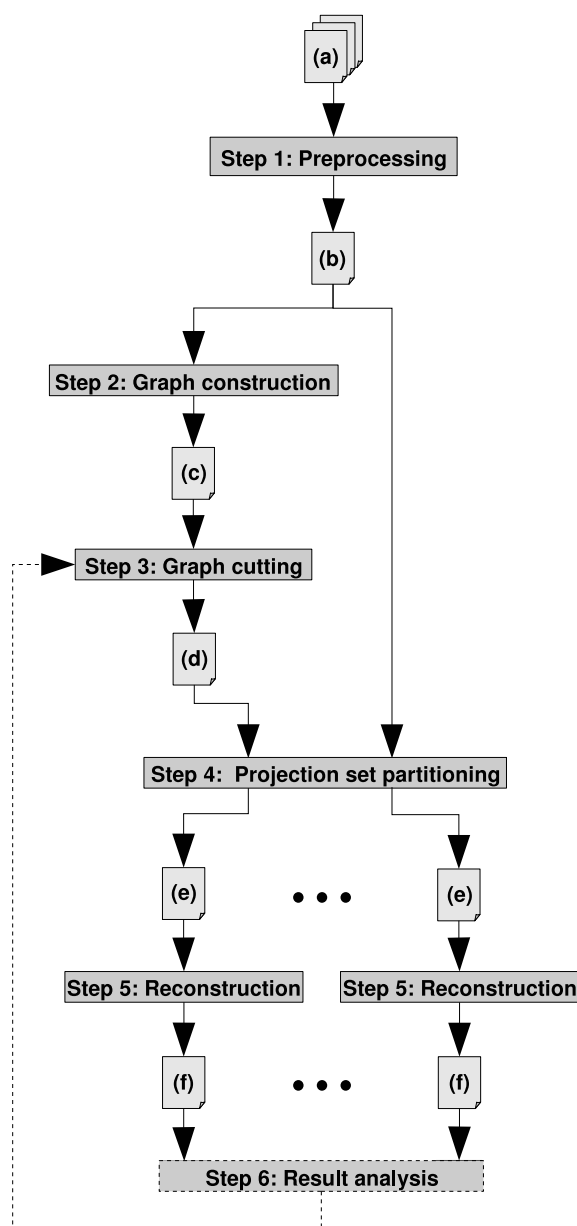 (a)
Step 1: Preprocessing
(b)
Step 2: Graph construction
(c)
Step 3: Graph cutting
(d)
Step 4: Projection set partitioning
(e)
(e)
Step 5: Reconstruction
Step 5: Reconstruction
(f)
(f)
Step 6: Result analysis